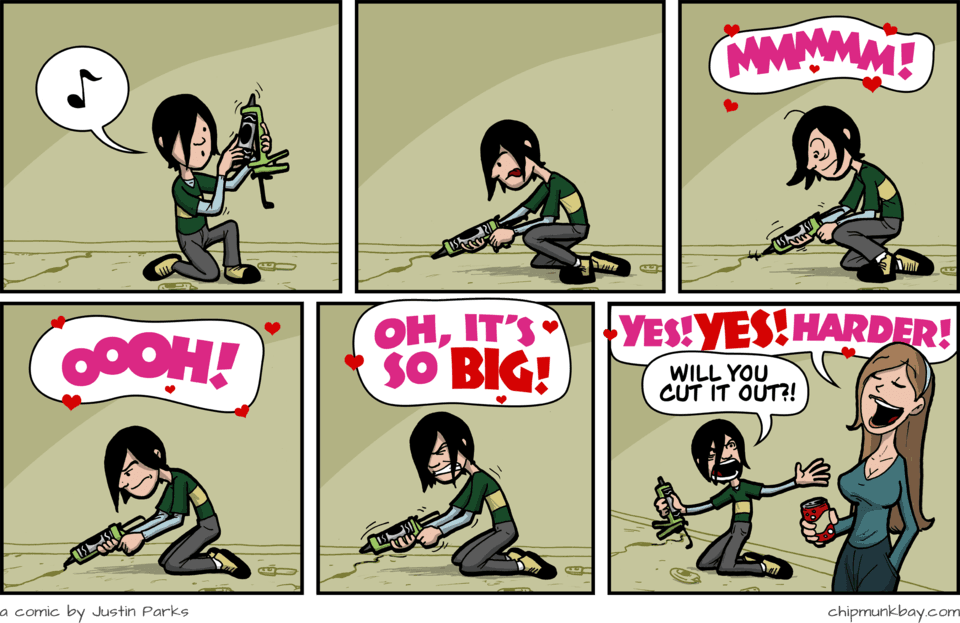 MMMMM!
OOOH!
OH, IT'S
SO BIG!
YES! YES! HARDER!
WILL YOU
CUT IT OUT?!
a comic by Justin Parks
chipmunkbay.com